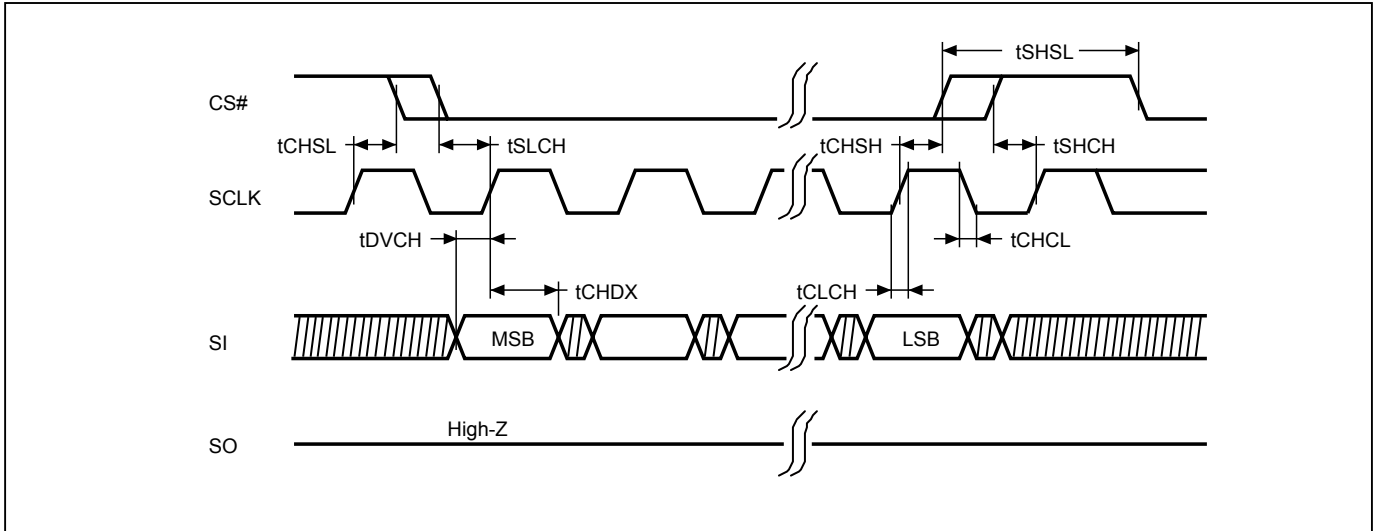 tSHSL
CS#
tCHSL
tSLCH
tCHSH
tSHCH
SCLK
tDVCH
tCHCL
tCHDX
tCLCH
SI
MSB
LSB
High-Z
SO